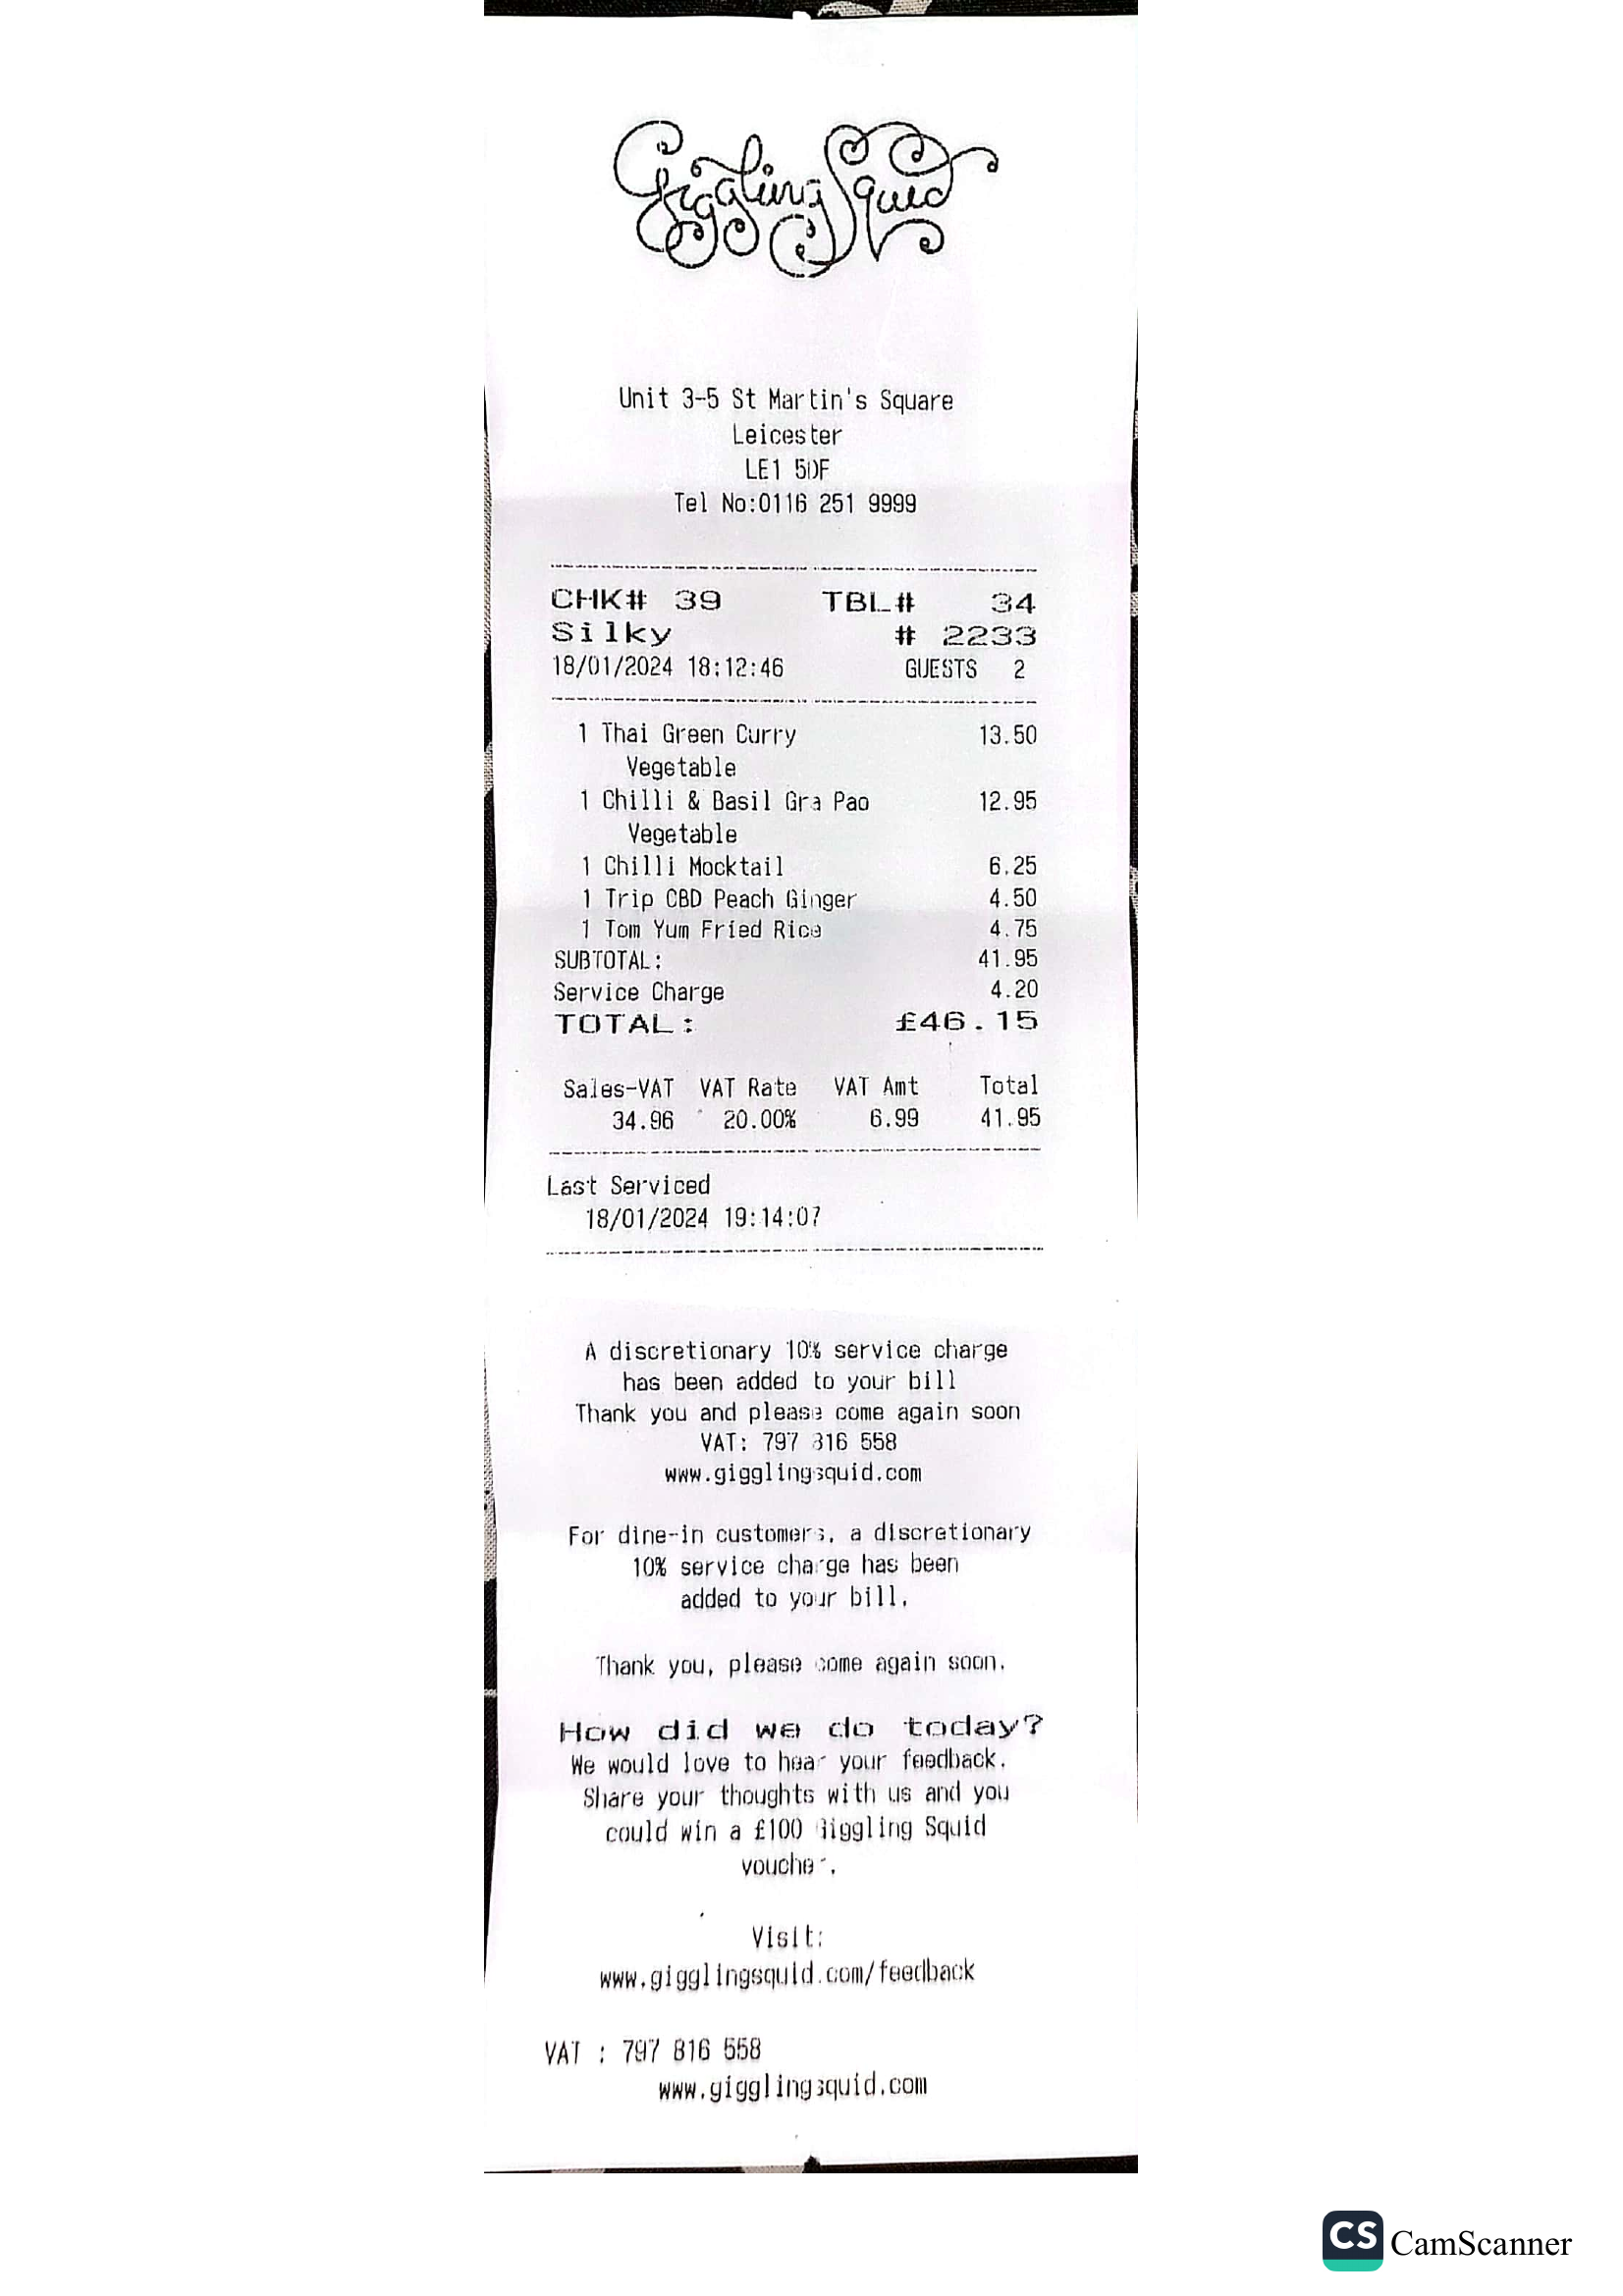 Giggling Squid
Unit 3-5 St Martin's Square
Leicester
LE1 5DF
Tel No:0116 251 9999
CHK# 39 TBL# 34
Silky # 2233
18/01/2024 18:12:46 GUESTS 2
1 Thai Green Curry 13.50
Vegetable
1 Chilli & Basil Gra Pao 12.95
Vegetable
1 Chilli Mocktail 6.25
1 Trip CBD Peach Ginger 4.50
1 Tom Yum Fried Rice 4.75
SUBTOTAL: 41.95
Service Charge 4.20
TOTAL: £46.15
Sales-VAT VAT Rate VAT Amt Total
34.96 20.00% 6.99 41.95
Last Serviced
18/01/2024 19:14:07
A discretionary 10% service charge
has been added to your bill
Thank you and please come again soon
VAT: 797 816 558
www.gigglingsquid.com
For dine-in customers, a discretionary
10% service charge has been
added to your bill.
Thank you, please come again soon.
How did we do today?
We would love to hear your feedback.
Share your thoughts with us and you
could win a £100 Giggling Squid
voucher.
Visit:
www.gigglingsquid.com/feedback
VAT : 797 816 558
www.gigglingsquid.com
CS CamScanner